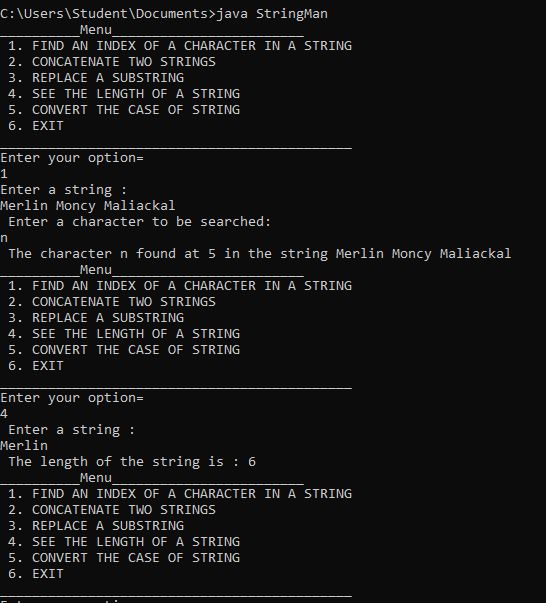 C:\Users\Student\Documents>java StringMan
__________Menu________________________
1. FIND AN INDEX OF A CHARACTER IN A STRING
2. CONCATENATE TWO STRINGS
3. REPLACE A SUBSTRING
4. SEE THE LENGTH OF A STRING
5. CONVERT THE CASE OF STRING
6. EXIT
____________________________________________
Enter your option=
1
Enter a string :
Merlin Moncy Maliackal
Enter a character to be searched:
n
The character n found at 5 in the string Merlin Moncy Maliackal
__________Menu________________________
1. FIND AN INDEX OF A CHARACTER IN A STRING
2. CONCATENATE TWO STRINGS
3. REPLACE A SUBSTRING
4. SEE THE LENGTH OF A STRING
5. CONVERT THE CASE OF STRING
6. EXIT
____________________________________________
Enter your option=
4
Enter a string :
Merlin
The length of the string is : 6
__________Menu________________________
1. FIND AN INDEX OF A CHARACTER IN A STRING
2. CONCATENATE TWO STRINGS
3. REPLACE A SUBSTRING
4. SEE THE LENGTH OF A STRING
5. CONVERT THE CASE OF STRING
6. EXIT
____________________________________________